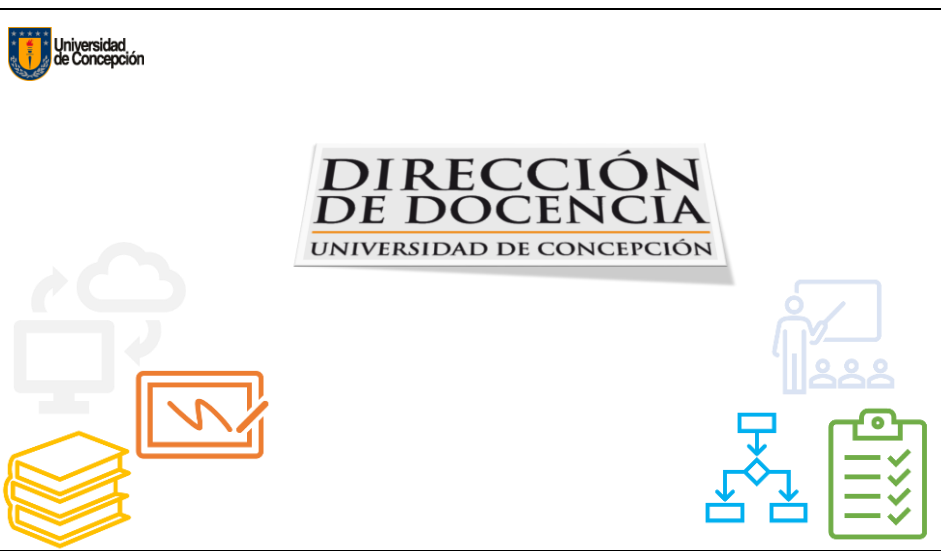 Universidad
de Concepción
DIRECCIÓN
DE DOCENCIA
UNIVERSIDAD DE CONCEPCIÓN